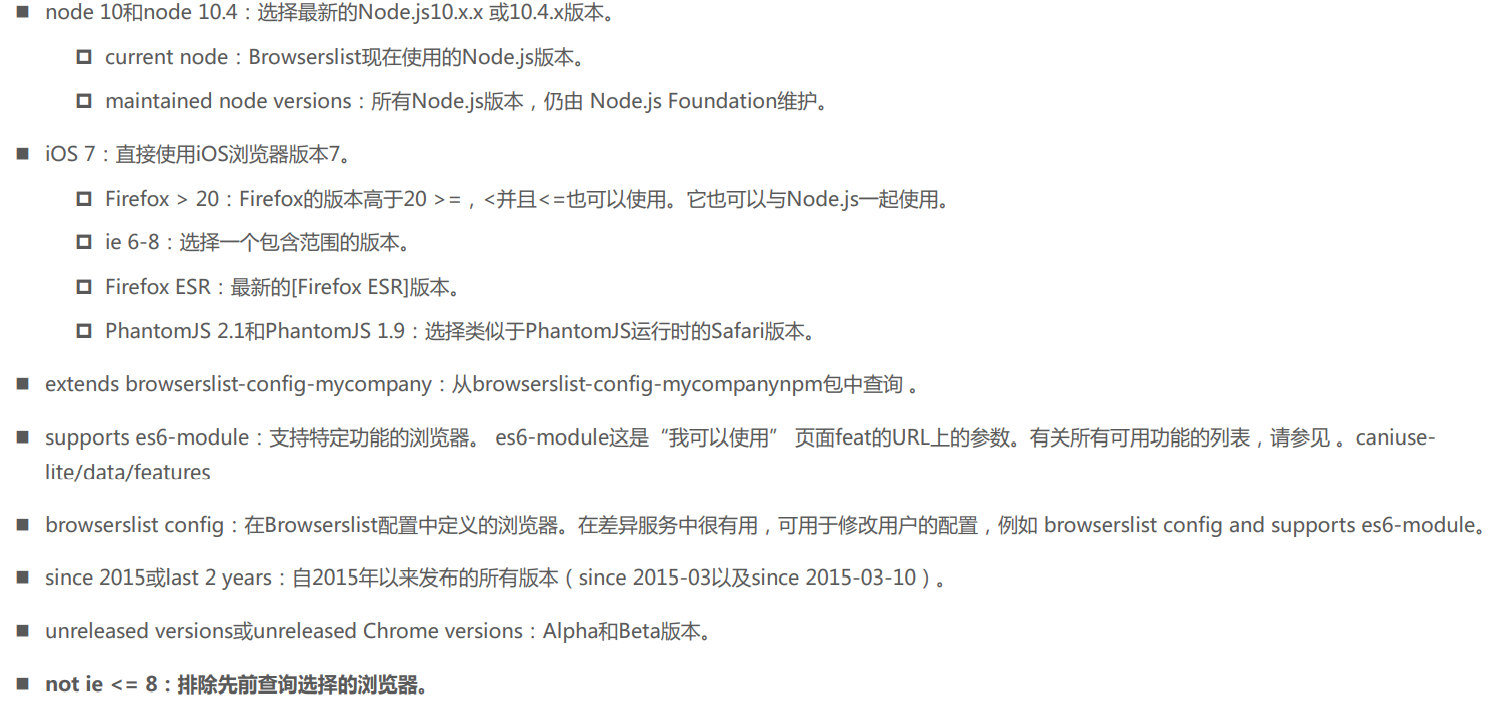 ■ node 10和node 10.4：选择最新的Node.js10.x.x 或10.4.x版本。
current node：Browserslist现在使用的Node.js版本。
maintained node versions：所有Node.js版本，仍由 Node.js Foundation维护。
■ iOS 7：直接使用iOS浏览器版本7。
Firefox > 20：Firefox的版本高于20 >=，<并且<=也可以使用。它也可以与Node.js一起使用。
ie 6-8：选择一个包含范围的版本。
Firefox ESR：最新的[Firefox ESR]版本。
PhantomJS 2.1和PhantomJS 1.9：选择类似于PhantomJS运行时的Safari版本。
■ extends browserslist-config-mycompany：从browserslist-config-mycompanynpm包中查询 。
■ supports es6-module：支持特定功能的浏览器。 es6-module这是“我可以使用” 页面feat的URL上的参数。有关所有可用功能的列表，请参见 。caniuse-
lite/data/features
■ browserslist config：在Browserslist配置中定义的浏览器。在差异服务中很有用，可用于修改用户的配置，例如 browserslist config and supports es6-module。
■ since 2015或last 2 years：自2015年以来发布的所有版本（since 2015-03以及since 2015-03-10）。
■ unreleased versions或unreleased Chrome versions：Alpha和Beta版本。
■ not ie <= 8：排除先前查询选择的浏览器。